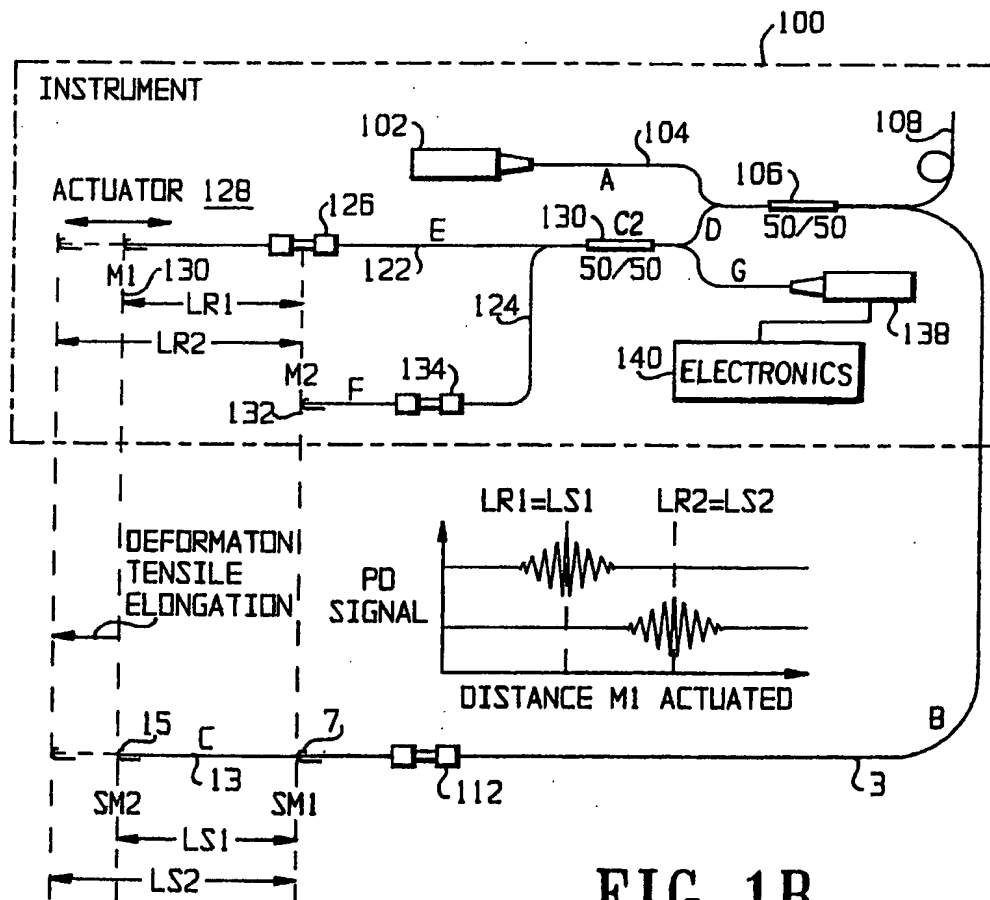 100
INSTRUMENT
102
104
108
A
106
ACTUATOR 128
126
130
C2
D
50/50
E
50/50
M1
130
122
G
LR1
124
138
LR2
140
ELECTRONICS
M2
F
134
132
LR1=LS1
LR2=LS2
DEFORMATON
TENSILE
ELONGATION
PD
SIGNAL
DISTANCE M1 ACTUATED
B
15
C
7
13
112
3
SM2
SM1
LS1
LS2
FIG. 1B